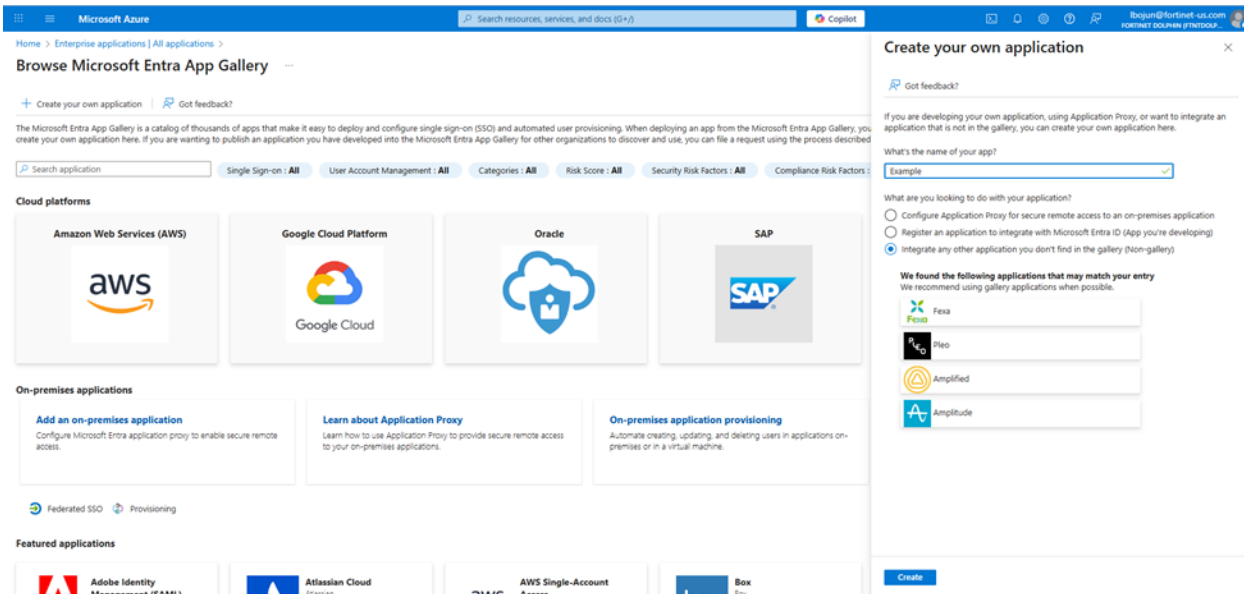 Microsoft Azure
Search resources, services, and docs (G+/)
Copilot
lbojun@fortinet-us.com
FORTINET DOLPHIN (FTNTDOLP...
Home > Enterprise applications | All applications >
Browse Microsoft Entra App Gallery ...
Create your own application
Got feedback?
The Microsoft Entra App Gallery is a catalog of thousands of apps that make it easy to deploy and configure single sign-on (SSO) and automated user provisioning. When deploying an app from the Microsoft Entra App Gallery, you
create your own application here. If you are wanting to publish an application you have developed into the Microsoft Entra Gallery for other organizations to discover and use, you can file a request using the process described
Search application
Single Sign-on : All
User Account Management : All
Categories : All
Risk Score : All
Security Risk Factors : All
Compliance Risk Factors :
Cloud platforms
Amazon Web Services (AWS)
aws
Google Cloud Platform
Google Cloud
Oracle
SAP
SAP
On-premises applications
Add an on-premises application
Configure Microsoft Entra application proxy to enable secure remote
access.
Learn about Application Proxy
Learn how to use Application Proxy to provide secure remote access
to your on-premises applications.
On-premises application provisioning
Automate creating, updating, and deleting users in applications on-
premises or in a virtual machine.
Federated SSO
Provisioning
Featured applications
Adobe Identity
Management (SAML)
Atlassian Cloud
Atlassian
AWS Single-Account
Access
aws
Box
Box
Create your own application
Got feedback?
If you are developing your own application, using Application Proxy, or want to integrate an
application that is not in the gallery, you can create your own application here.
What's the name of your app?
Example
What are you looking to do with your application?
Configure Application Proxy for secure remote access to an on-premises application
Register an application to integrate with Microsoft Entra ID (App you're developing)
Integrate any other application you don't find in the gallery (Non-gallery)
We found the following applications that may match your entry
We recommend using gallery applications when possible.
Fexa
Fexa
PLEO
Pleo
Amplified
Amplitude
Create